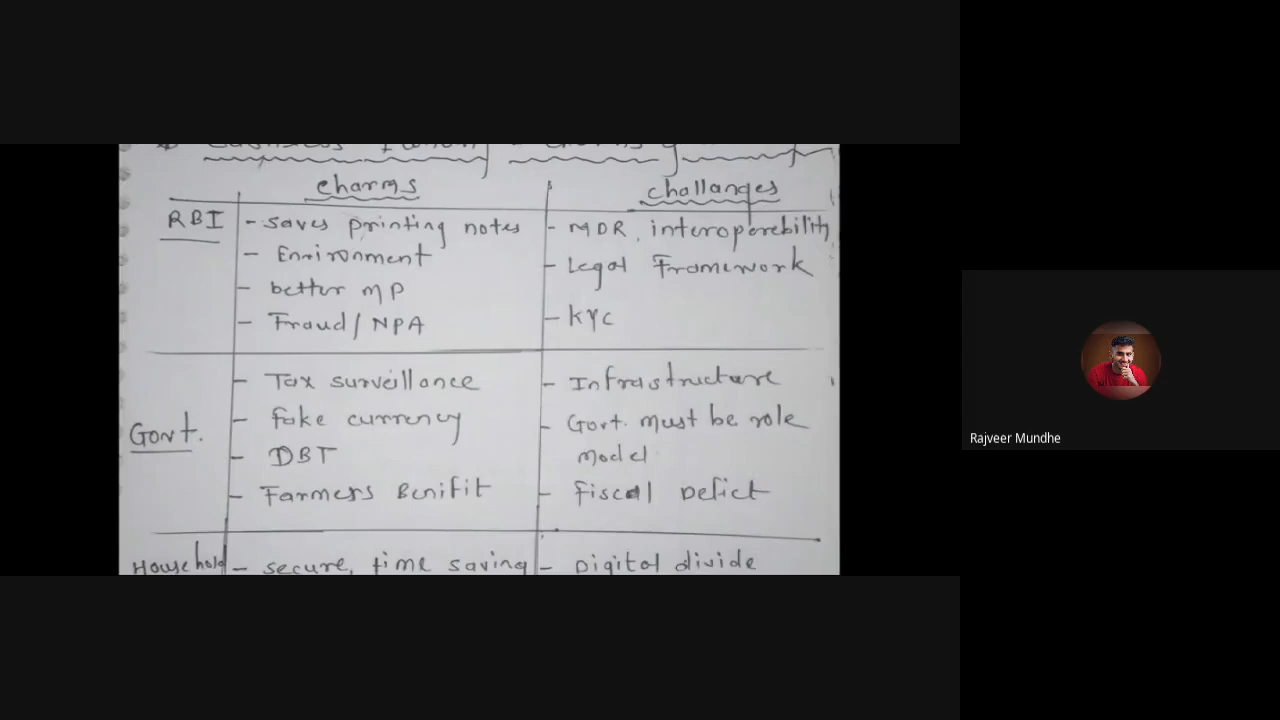 charms challanges
RBI - saves printing notes - MDR, interoperebility
- Environment - Legal Framework
- better MP
- Fraud/NPA - KYC
- Tax surveillance - Infrastructure
Govt. - fake currency - Govt. must be role
- DBT model
- Farmers Benifit - fiscal Deficit
Household - secure, time saving - Digital divide
Rajveer Mundhe